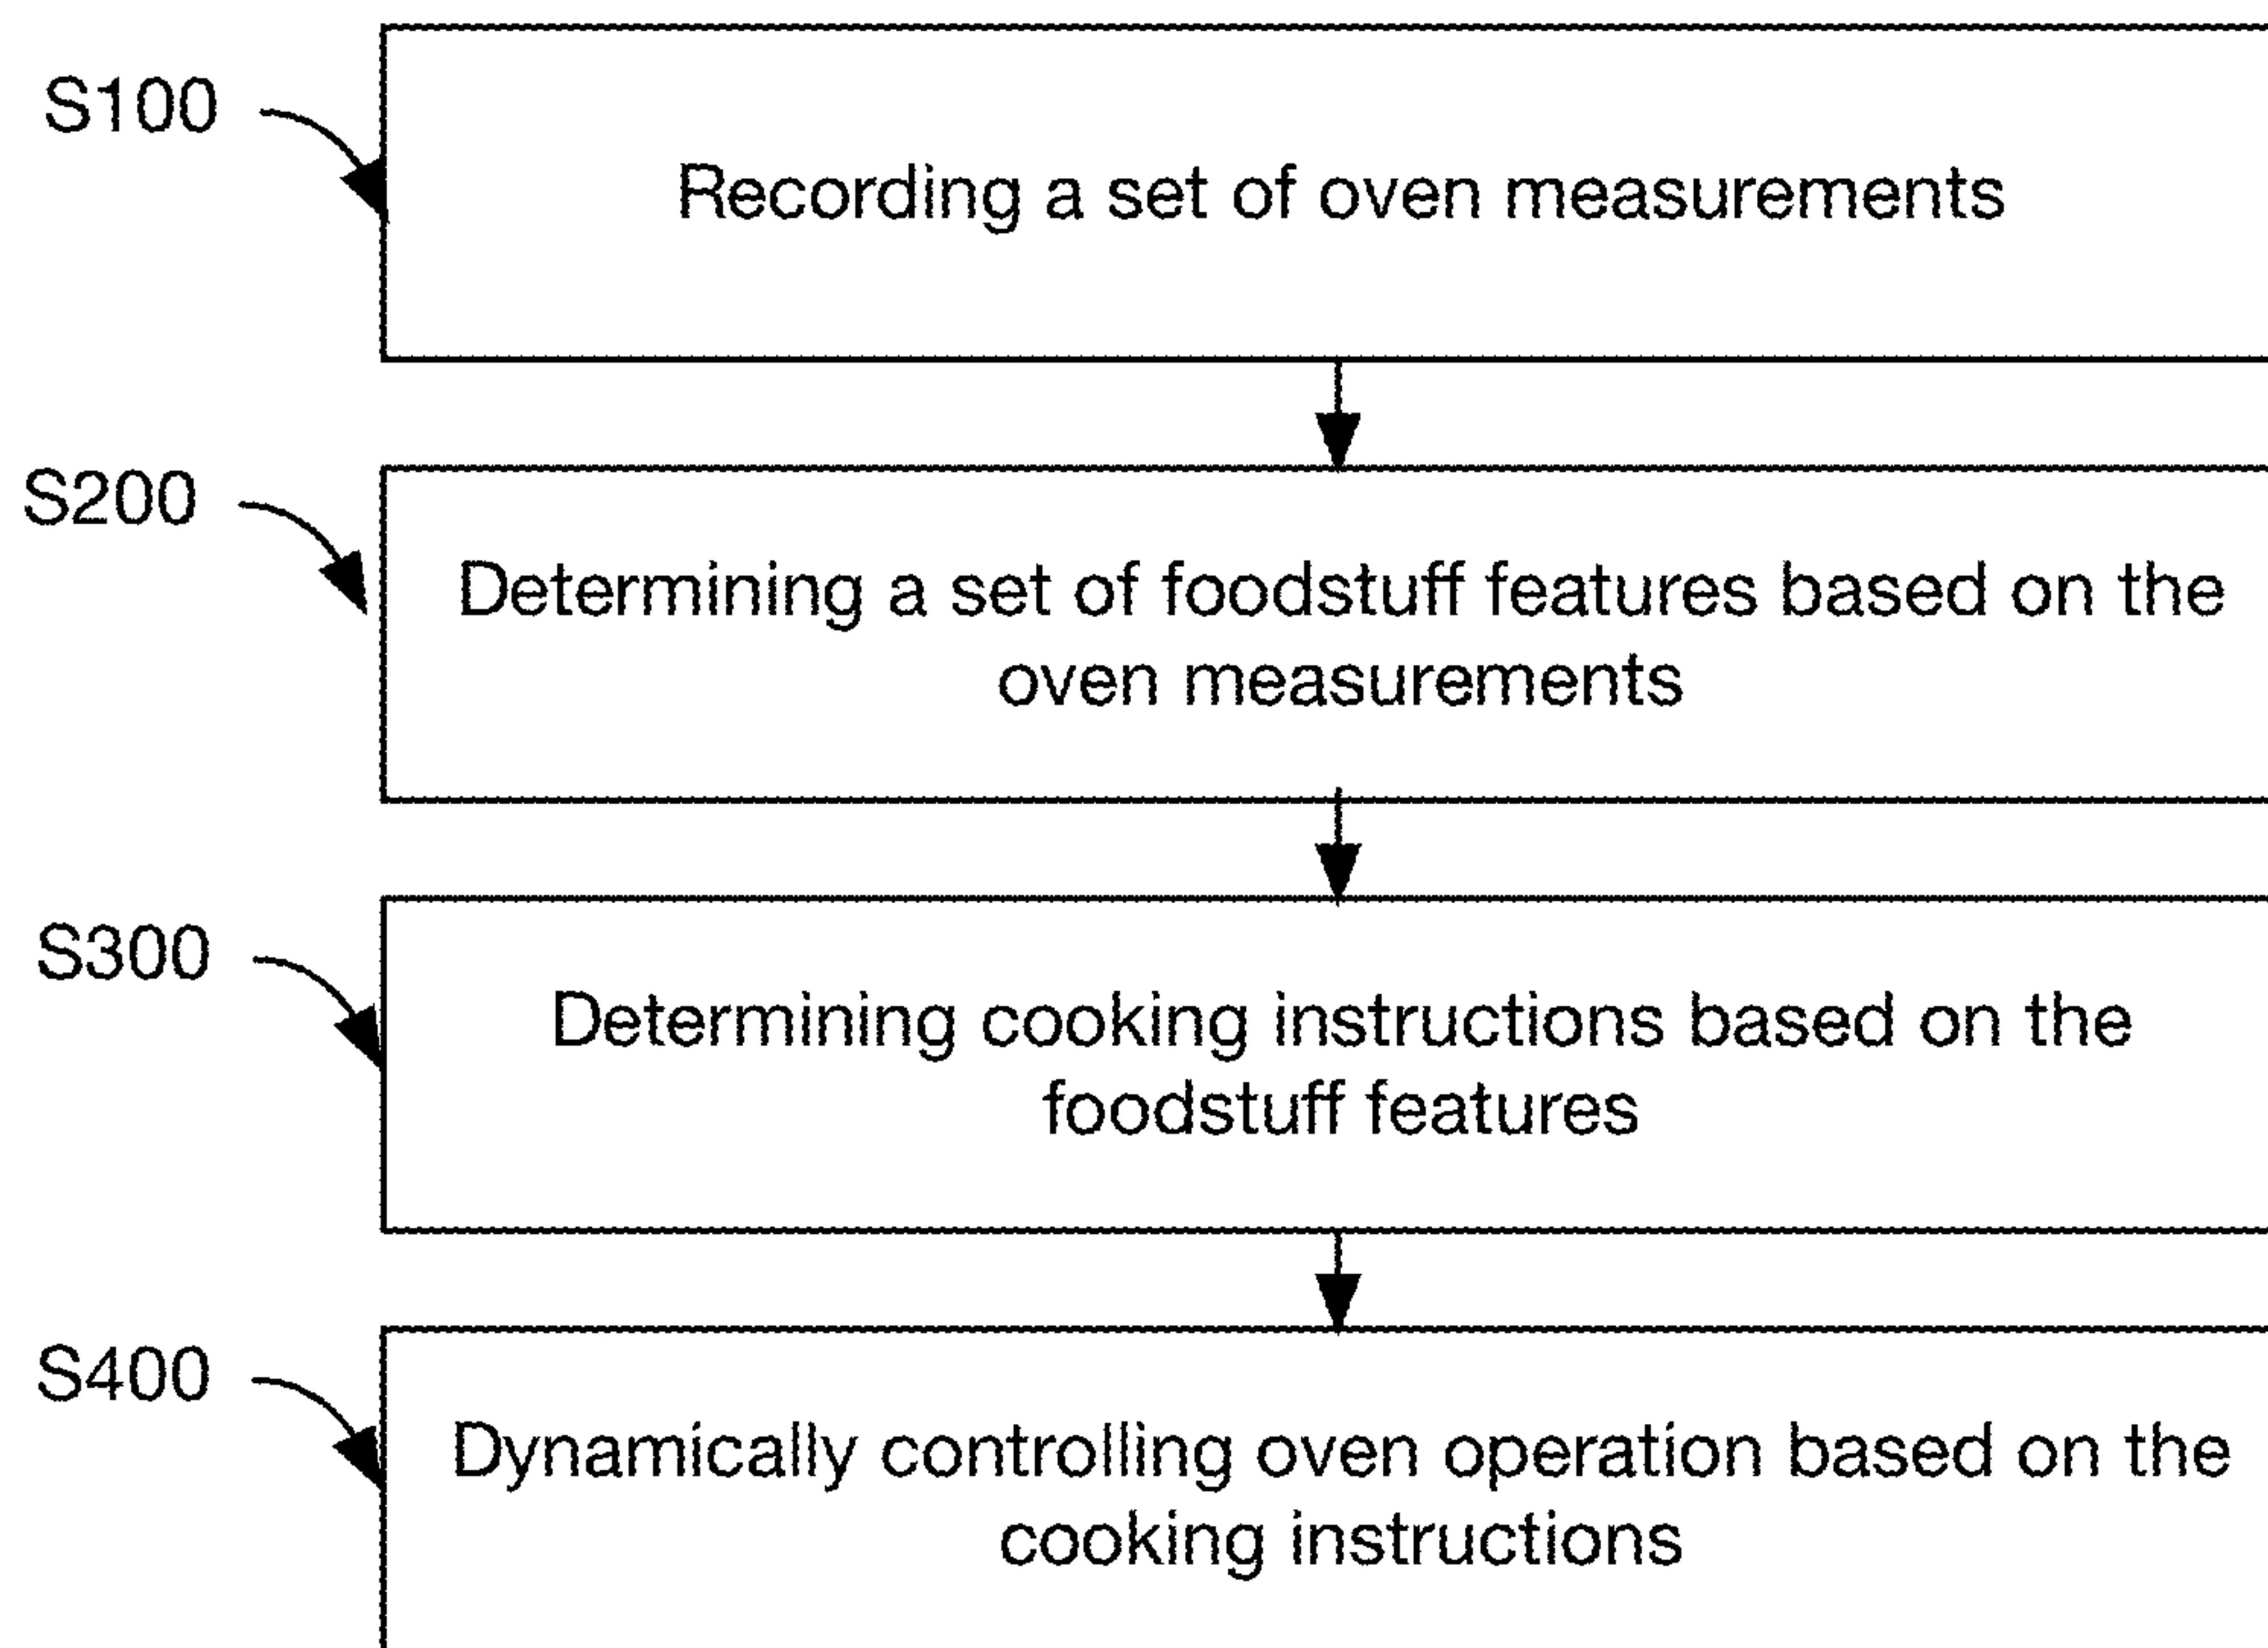 S100
Recording a set of oven measurements
S200
Determining a set of foodstuff features based on the
oven measurements
S300
Determining cooking instructions based on the
foodstuff features
S400
Dynamically controlling oven operation based on the
cooking instructions